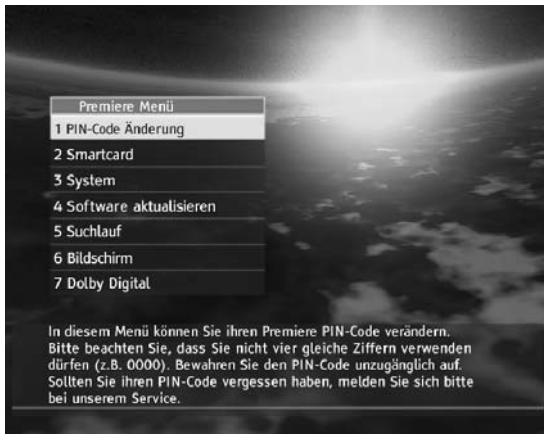 Premiere Menü
1 PIN-Code Änderung
2 Smartcard
3 System
4 Software aktualisieren
5 Suchlauf
6 Bildschirm
7 Dolby Digital
In diesem Menü können Sie ihren Premiere PIN-Code verändern.
Bitte beachten Sie, dass Sie nicht vier gleiche Ziffern verwenden
dürfen (z.B. 0000). Bewahren Sie den PIN-Code unzugänglich auf.
Sollten Sie ihren PIN-Code vergessen haben, melden Sie sich bitte
bei unserem Service.